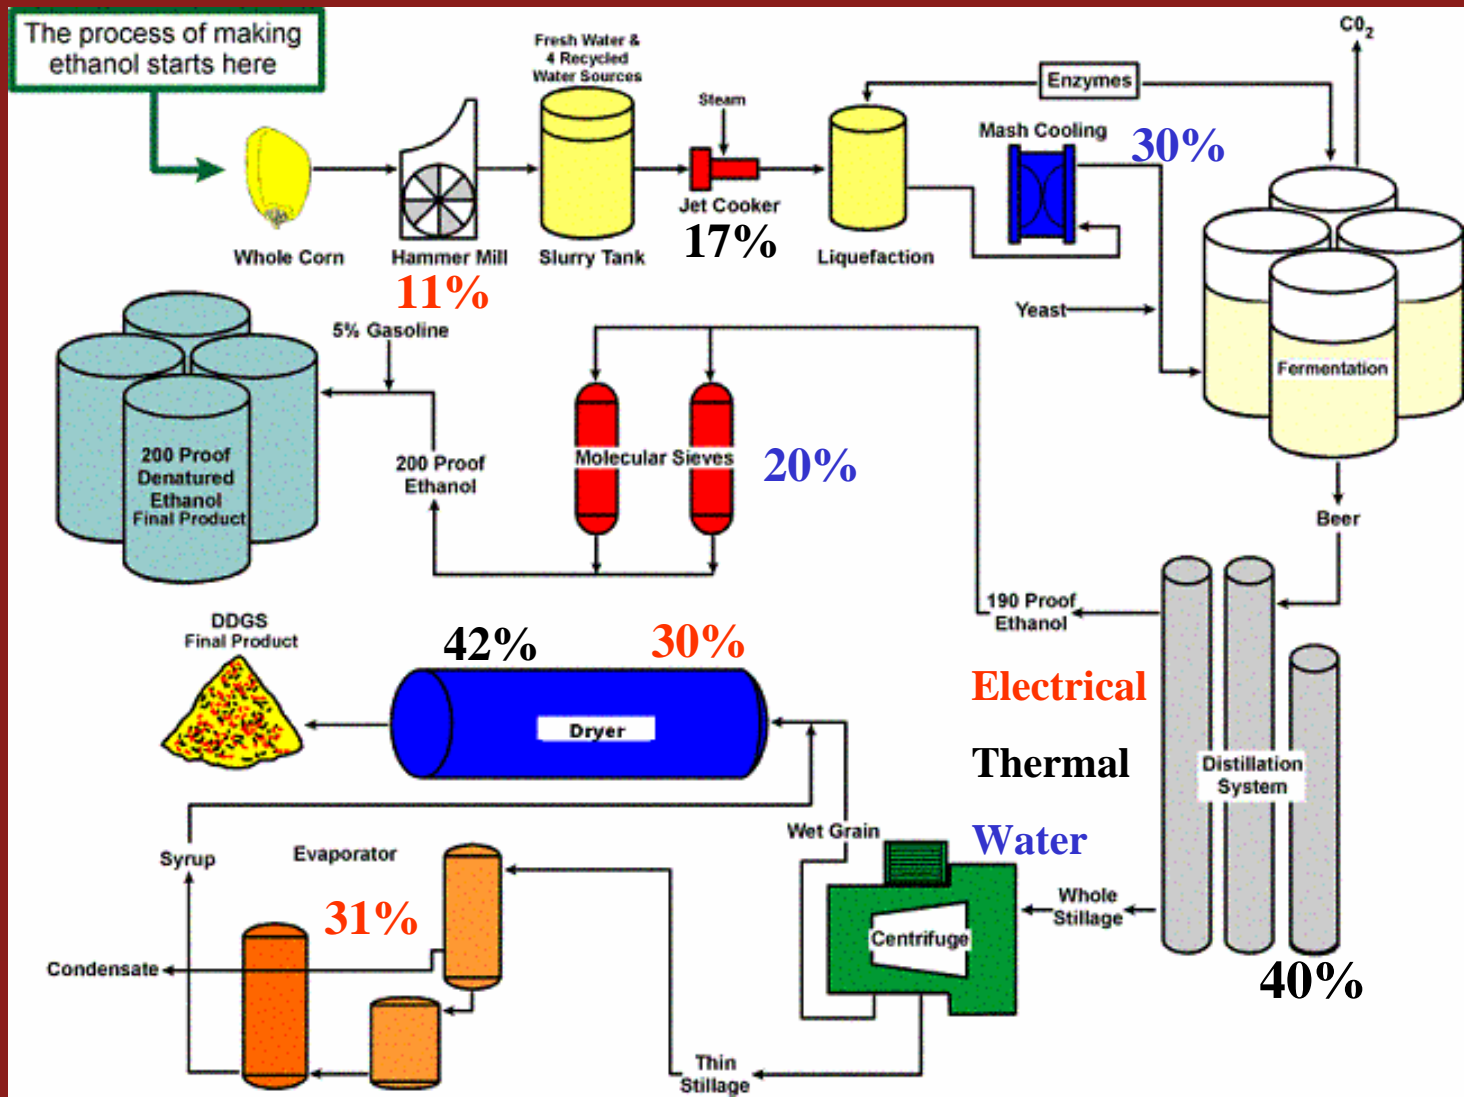 The process of making
ethanol starts here
Fresh Water &
4 Recycled
Water Sources
Steam
Enzymes
C0₂
Mash Cooling
30%
Jet Cooker
17%
Whole Corn
Hammer Mill
11%
Slurry Tank
Liquefaction
Yeast
Fermentation
5% Gasoline
200 Proof
Denatured
Ethanol
Final Product
200 Proof
Ethanol
Molecular Sieves
20%
Beer
190 Proof
Ethanol
DDGS
Final Product
42%
30%
Dryer
Electrical
Thermal
Water
Distillation
System
40%
Wet Grain
Whole
Stillage
Centrifuge
Syrup
Evaporator
31%
Condensate
Thin
Stillage